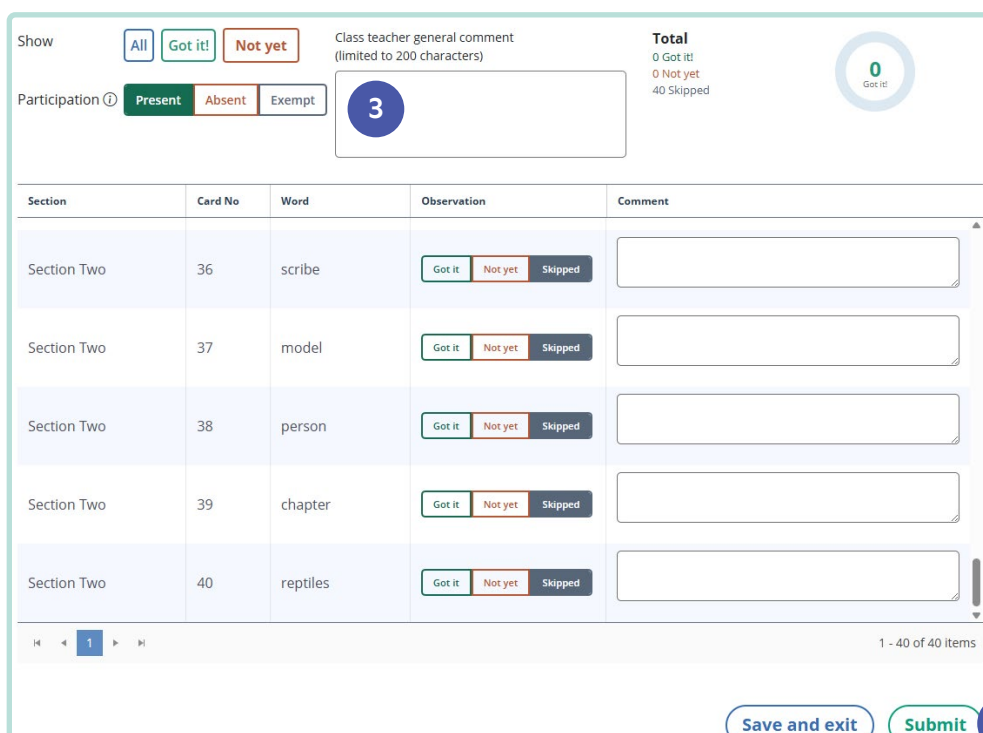 Show All Got it! Not yet
Class teacher general comment
(limited to 200 characters)
Participation Present Absent Exempt
3
Total
0 Got it!
0 Not yet
40 Skipped
0
Got it!
Section Card No Word Observation Comment
Section Two 36 scribe Got it Not yet Skipped
Section Two 37 model Got it Not yet Skipped
Section Two 38 person Got it Not yet Skipped
Section Two 39 chapter Got it Not yet Skipped
Section Two 40 reptiles Got it Not yet Skipped
1
1 - 40 of 40 items
Save and exit Submit